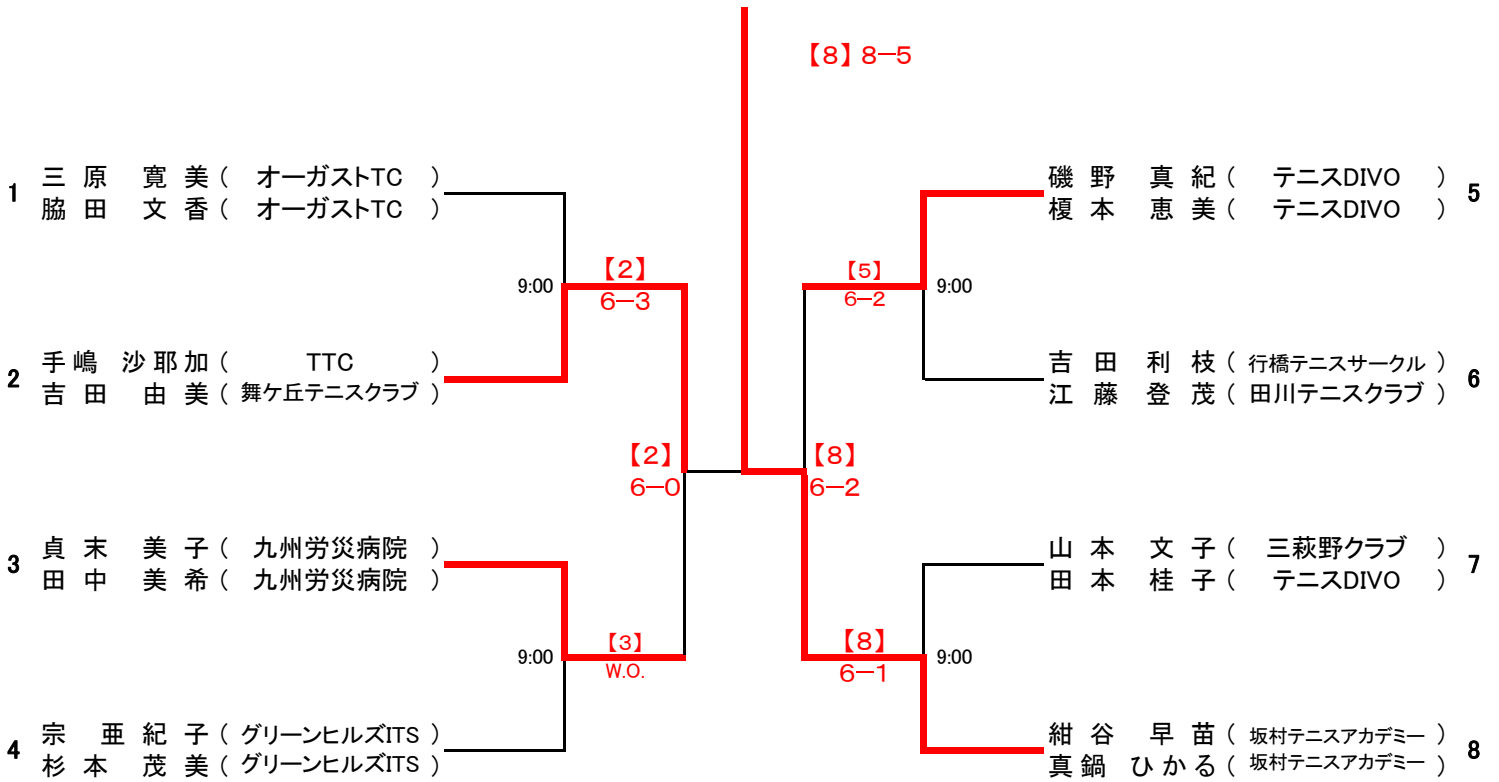 【8】 8－5
1 三原 寛美（ オーガストTC ）
脇田 文香（ オーガストTC ）
9:00 【2】
6－3
2 手嶋 沙耶加（ TTC ）
吉田 由美（ 舞ケ丘テニスクラブ ）
【2】
6－0
3 貞末 美子（ 九州労災病院 ）
田中 美希（ 九州労災病院 ）
9:00 【3】
W.O.
4 宗 亜紀子（ グリーンヒルズITS ）
杉本 茂美（ グリーンヒルズITS ）
磯野 真紀（ テニスDIVO ） 5
榎本 恵美（ テニスDIVO ）
【5】 9:00
6－2
吉田 利枝（ 行橋テニスサークル ） 6
江藤 登茂（ 田川テニスクラブ ）
【8】
6－2
山本 文子（ 三萩野クラブ ） 7
田本 桂子（ テニスDIVO ）
【8】 9:00
6－1
紺谷 早苗（ 坂村テニスアカデミー ） 8
真鍋 ひかる（ 坂村テニスアカデミー ）